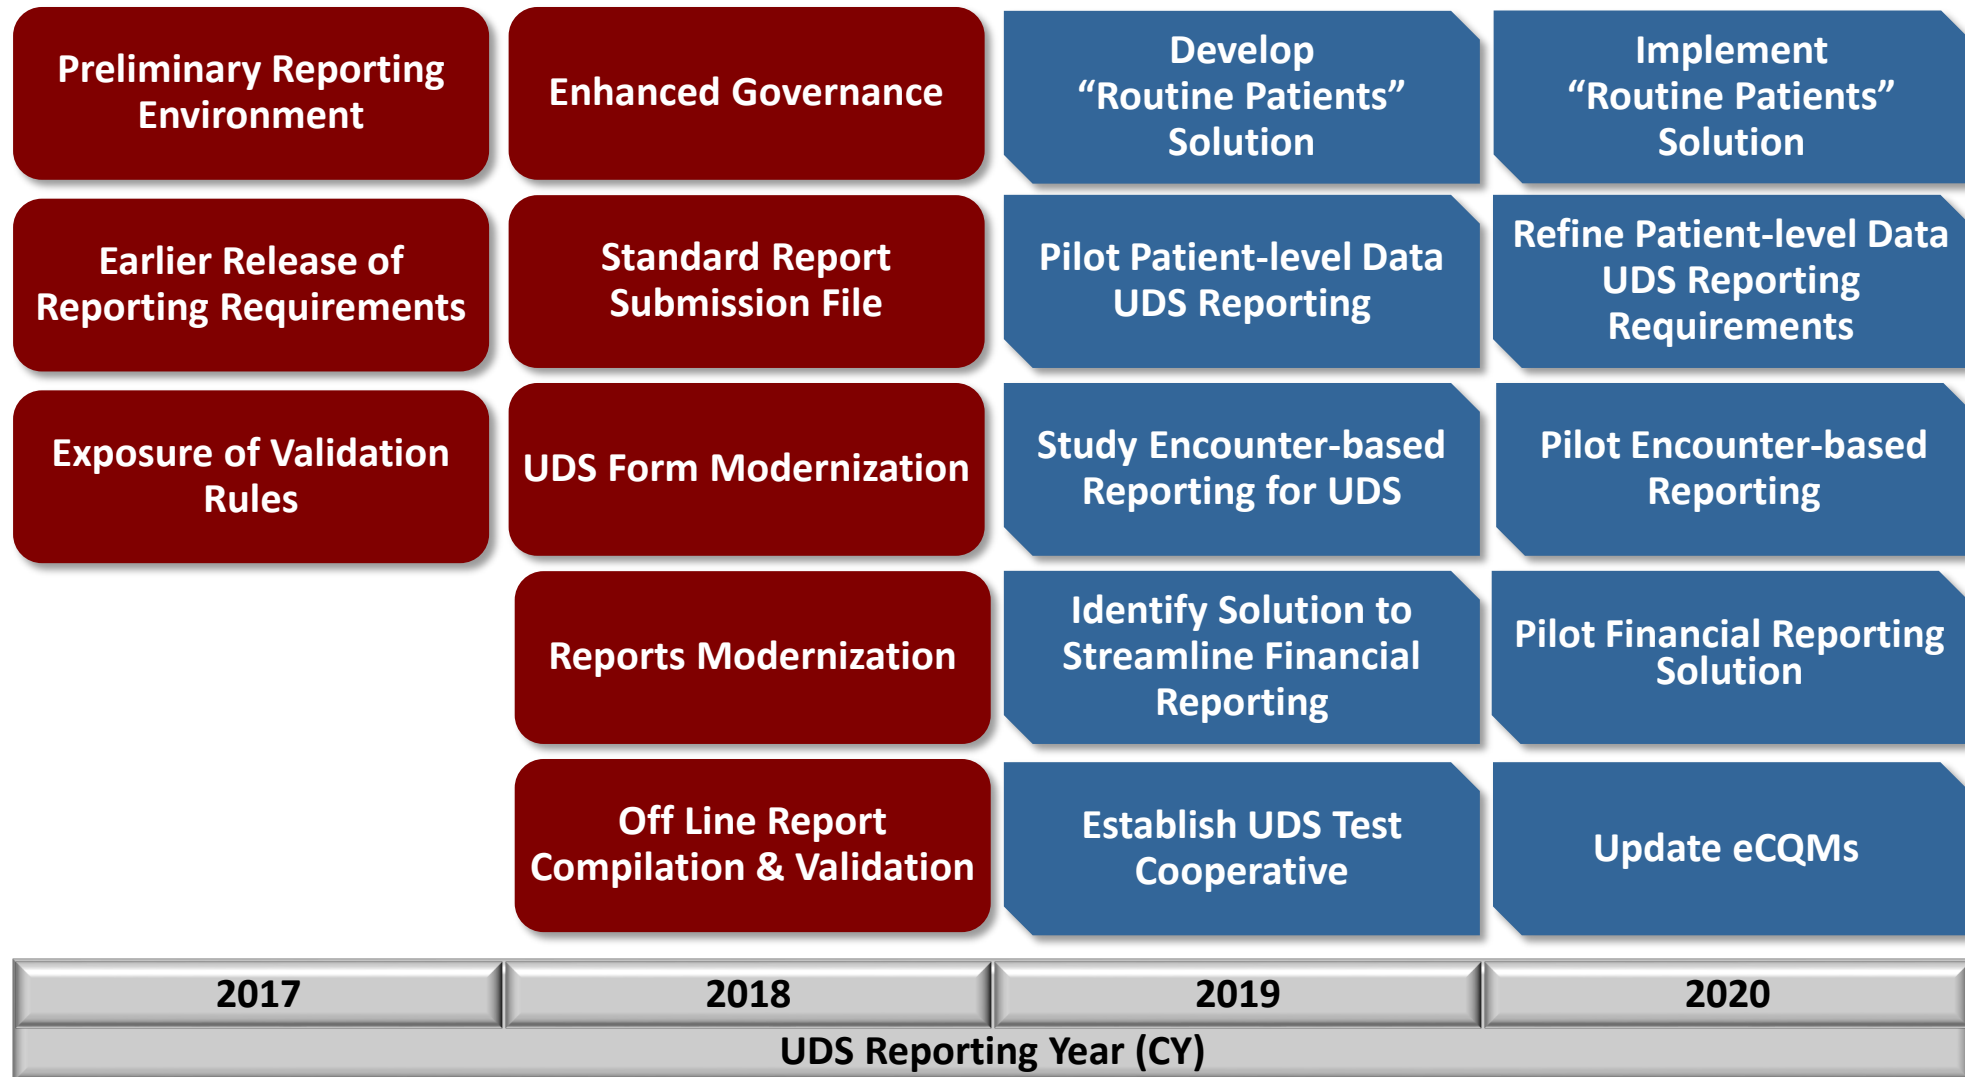 Preliminary Reporting
Environment
Enhanced Governance
Develop
“Routine Patients”
Solution
Implement
“Routine Patients”
Solution
Earlier Release of
Reporting Requirements
Standard Report
Submission File
Pilot Patient-level Data
UDS Reporting
Refine Patient-level Data
UDS Reporting
Requirements
Exposure of Validation
Rules
UDS Form Modernization
Study Encounter-based
Reporting for UDS
Pilot Encounter-based
Reporting
Reports Modernization
Identify Solution to
Streamline Financial
Reporting
Pilot Financial Reporting
Solution
Off Line Report
Compilation & Validation
Establish UDS Test
Cooperative
Update eCQMs
2017
2018
2019
2020
UDS Reporting Year (CY)